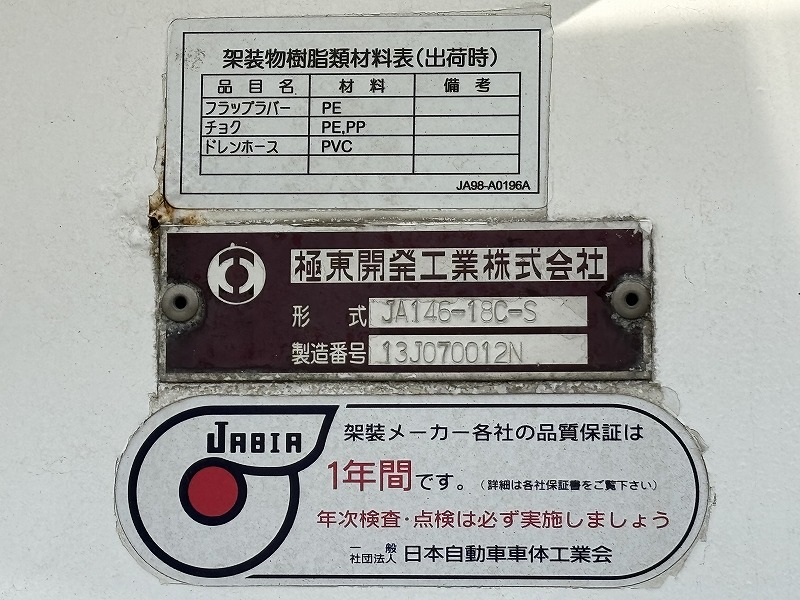 架装物樹脂類材料表(出荷時)
品目名 材料 備考
フラップラバー PE
チョク PE,PP
ドレンホース PVC
JA98-A0196A
極東開発工業株式会社
形式 JA146-18C-S
製造番号 13J070012N
JABIA
架装メーカー各社の品質保証は
1年間です。(詳細は各社保証書をご覧下さい)
年次検査・点検は必ず実施しましょう
一般社団法人 日本自動車車体工業会